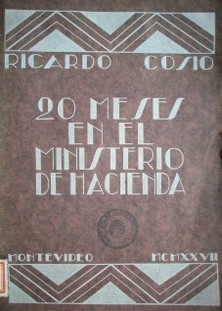 RICARDO COSIO
20 MESES
EN EL
MINISTERIO
DE HACIENDA
MONTEVIDEO MCMXXVII